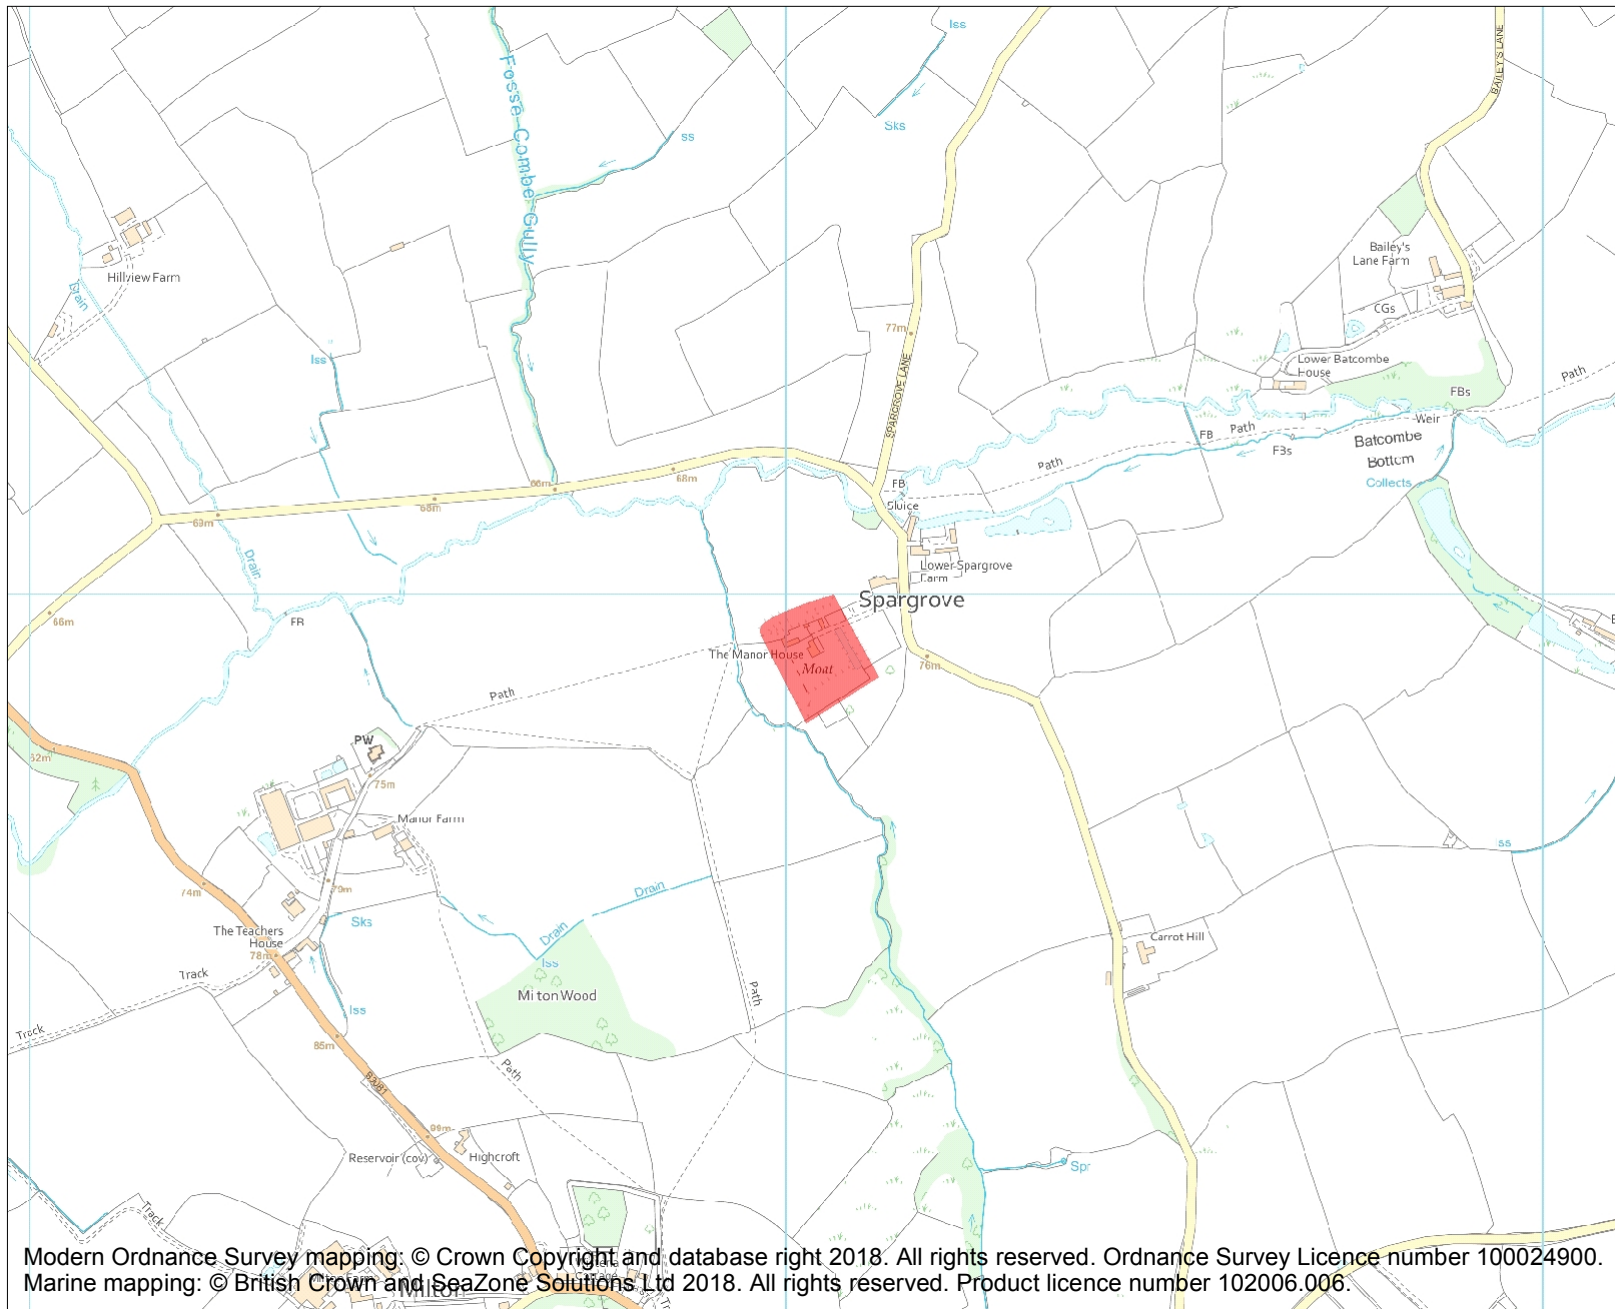 Iss
BAILEY'S LANE
Fosse Combe Gully
Sks
ss
Hillview Farm
Drain
Bailey's
Lane Farm
CGs
77m
SPARGROVE LANE
Iss
Lower Batcombe
House
FBs
Path
Weir
FB
Path
FBs
Batcombe
Bottom
Collects
Path
68m
66m
68m
69m
FB
Sluice
Drain
Lower Spargrove
Farm
Spargrove
66m
FB
The Manor House
Moat
76m
Path
PW
75m
62m
Manor Farm
74m
79m
Drain
Drain
Iss
Sks
The Teachers
House
78m
Carrot Hill
ss
Track
Milton Wood
Path
Iss
Track
85m
Path
B3081
99m
Reservoir (cov)
Highcroft
Spr
Track
Milton
Modern Ordnance Survey mapping: © Crown Copyright and database right 2018. All rights reserved. Ordnance Survey Licence number 100024900.
Marine mapping: © British Crown and SeaZone Solutions Ltd 2018. All rights reserved. Product licence number 102006.006.